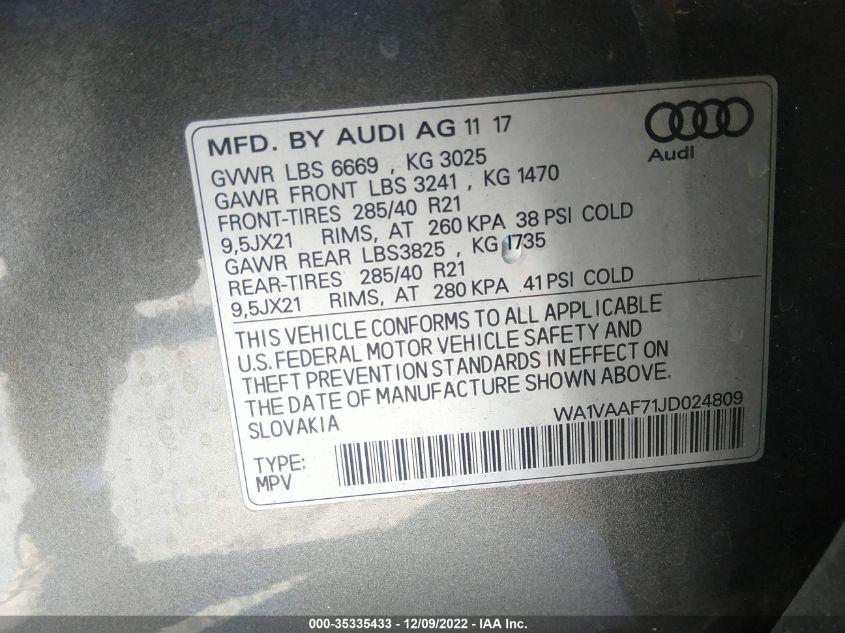 MFD. BY AUDI AG 11 17
Audi
GVWR LBS 6669 , KG 3025
GAWR FRONT LBS 3241 , KG 1470
FRONT-TIRES 285/40 R21
9,5JX21 RIMS, AT 260 KPA 38 PSI COLD
GAWR REAR LBS3825 , KG 1735
REAR-TIRES 285/40 R21
9,5JX21 RIMS, AT 280 KPA 41 PSI COLD
THIS VEHICLE CONFORMS TO ALL APPLICABLE
U.S. FEDERAL MOTOR VEHICLE SAFETY AND
THEFT PREVENTION STANDARDS IN EFFECT ON
THE DATE OF MANUFACTURE SHOWN ABOVE.
SLOVAKIA
WA1VAAF71JD024809
TYPE:
MPV
000-35335433 - 12/09/2022 - IAA Inc.